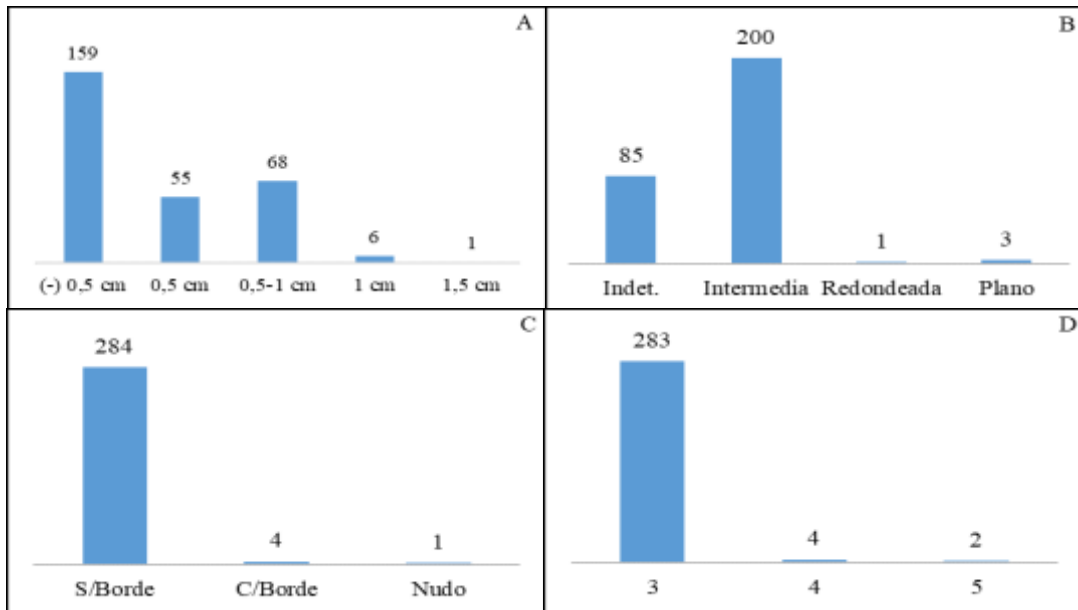 A
159
55
68
6
1
(-) 0,5 cm 0,5 cm 0,5-1 cm 1 cm 1,5 cm
B
85
200
1
3
Indet. Intermedia Redondeada Plano
C
284
4
1
S/Borde C/Borde Nudo
D
283
4
2
3 4 5